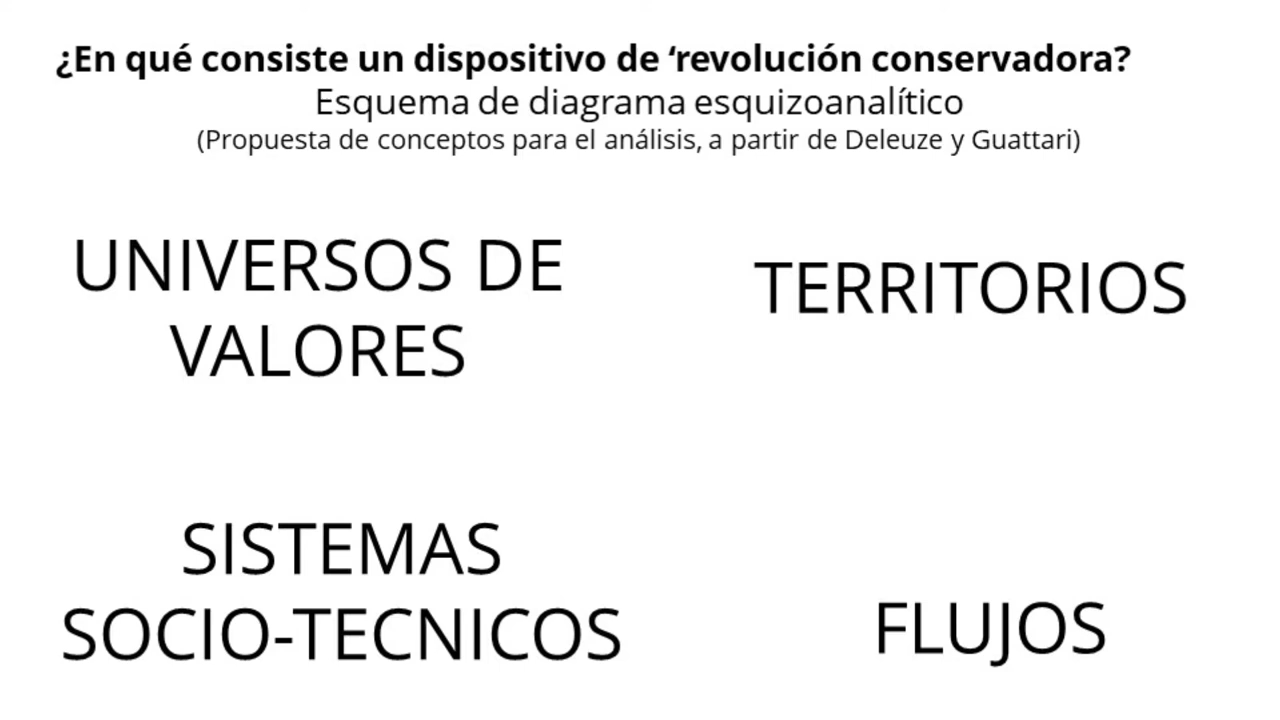 ¿En qué consiste un dispositivo de ‘revolución conservadora?
Esquema de diagrama esquizoanalítico
(Propuesta de conceptos para el análisis, a partir de Deleuze y Guattari)
UNIVERSOS DE
VALORES
TERRITORIOS
SISTEMAS
SOCIO-TECNICOS
FLUJOS